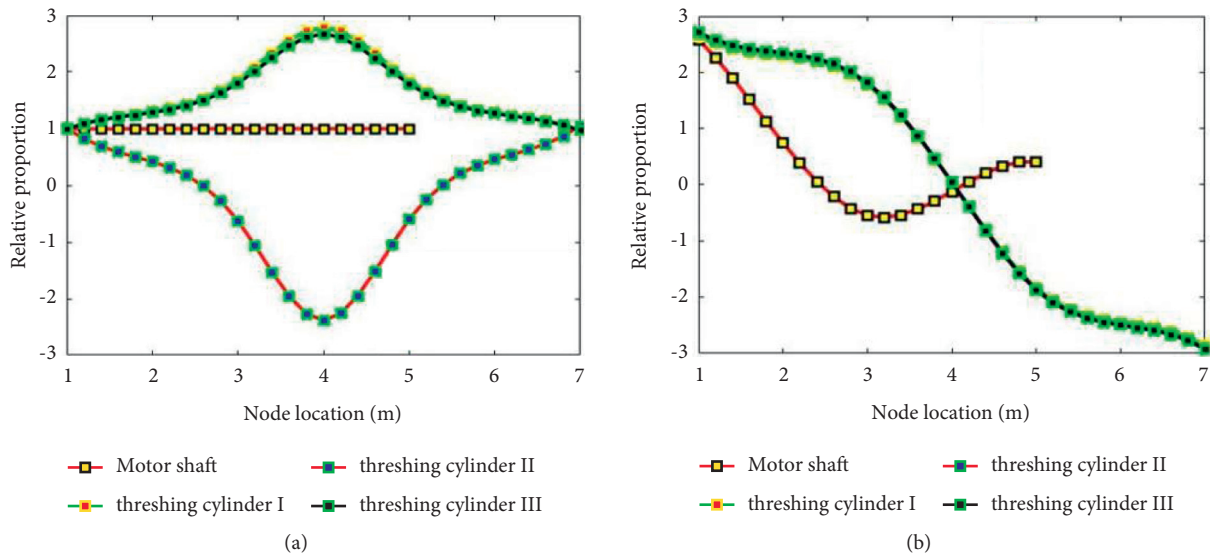 3
2
1
0
-1
-2
-3
Relative proportion
1 2 3 4 5 6 7
Node location (m)
Motor shaft
threshing cylinder I
threshing cylinder II
threshing cylinder III
(a)
3
2
1
0
-1
-2
-3
Relative proportion
1 2 3 4 5 6 7
Node location (m)
Motor shaft
threshing cylinder I
threshing cylinder II
threshing cylinder III
(b)